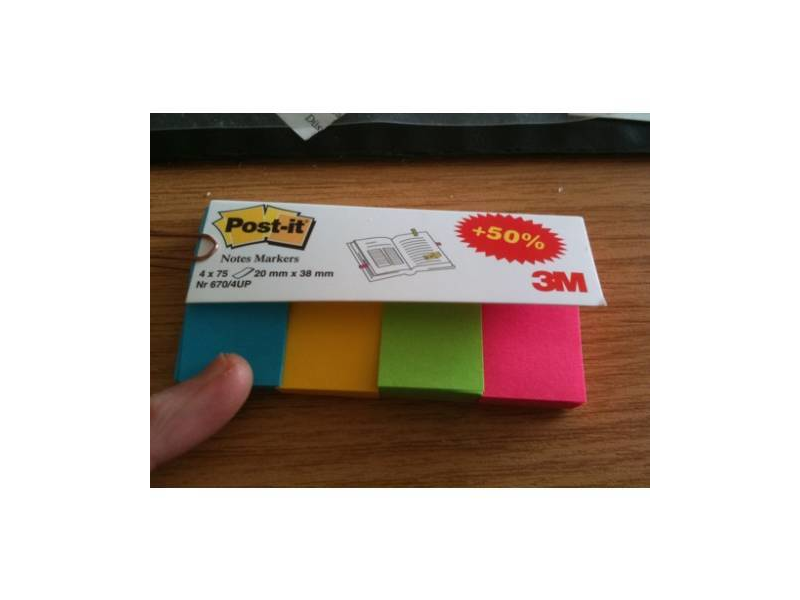 Post-it
Notes Markers
4 x 75 20 mm x 38 mm
Nr 670/4UP
+50%
3M